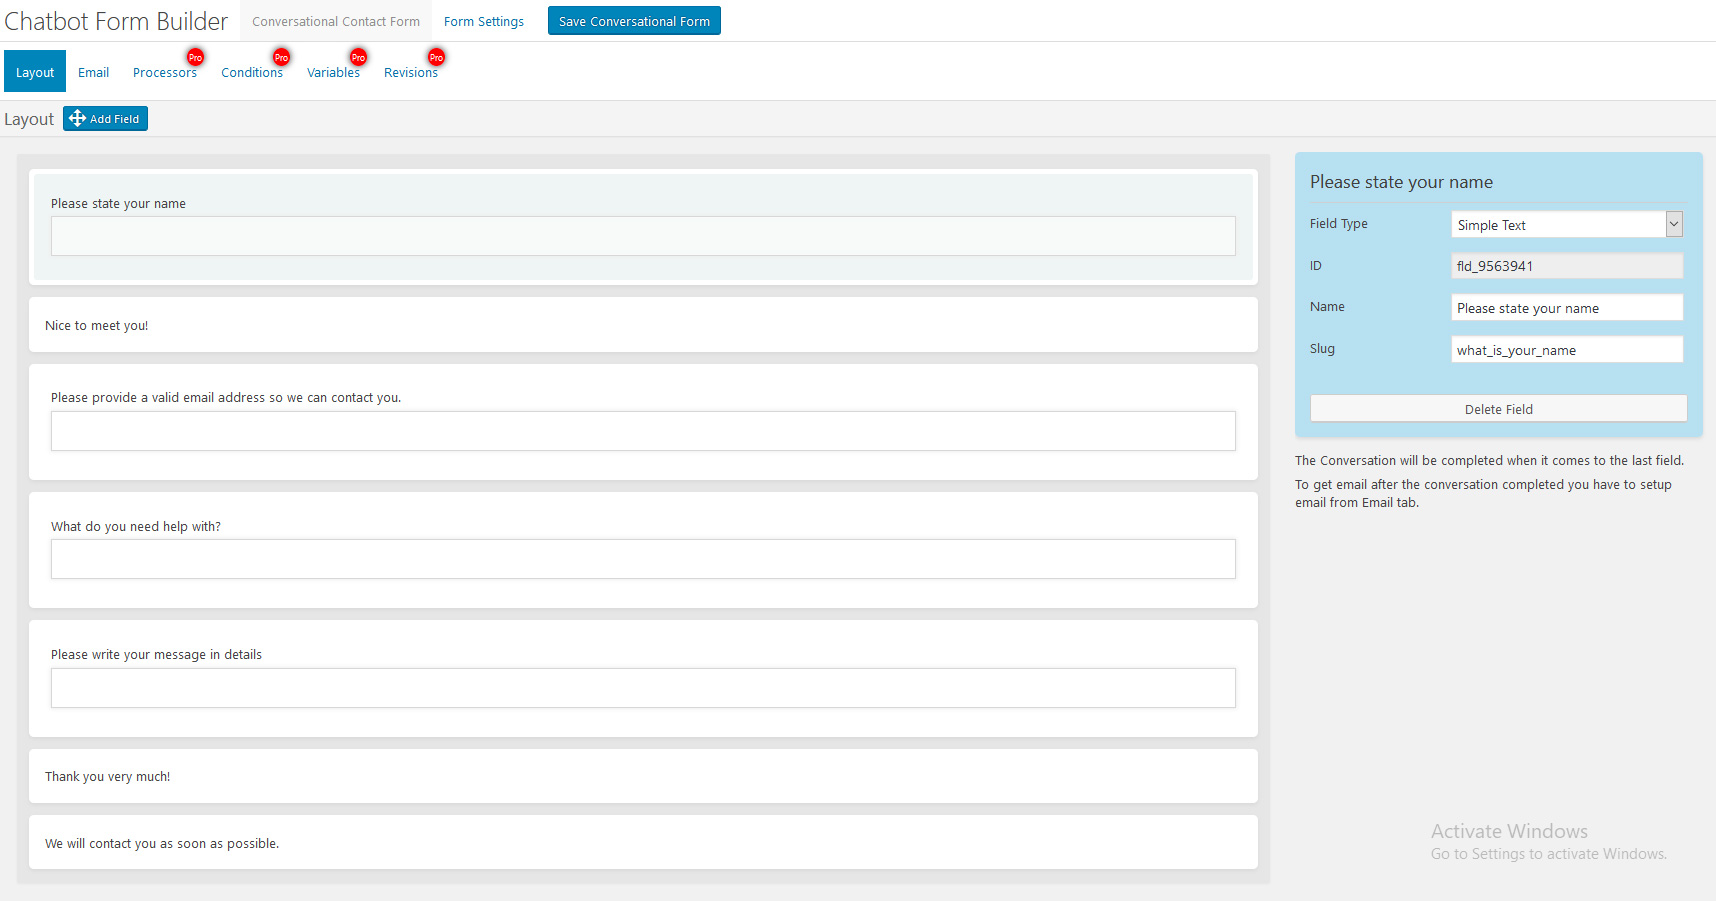 Chatbot Form Builder Conversational Contact Form Form Settings Save Conversational Form
Pro Pro Pro Pro
Layout Email Processors Conditions Variables Revisions
Layout Add Field
Please state your name
Nice to meet you!
Please provide a valid email address so we can contact you.
What do you need help with?
Please write your message in details
Thank you very much!
We will contact you as soon as possible.
Please state your name
Field Type Simple Text
ID fld_9563941
Name Please state your name
Slug what_is_your_name
Delete Field
The Conversation will be completed when it comes to the last field.
To get email after the conversation completed you have to setup
email from Email tab.
Activate Windows
Go to Settings to activate Windows.